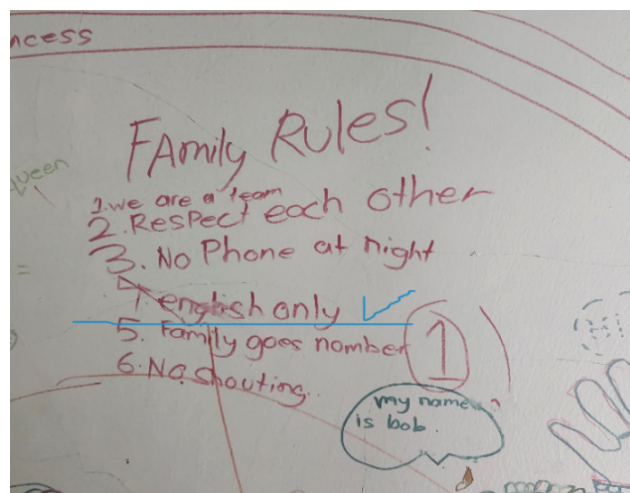 ncess
FAmily Rules!
Queen
1. we are a team
2. Respect each other
3. No Phone at night
4. english only
5. Family goes nomber 1
6. No shouting..
my name
is bob.